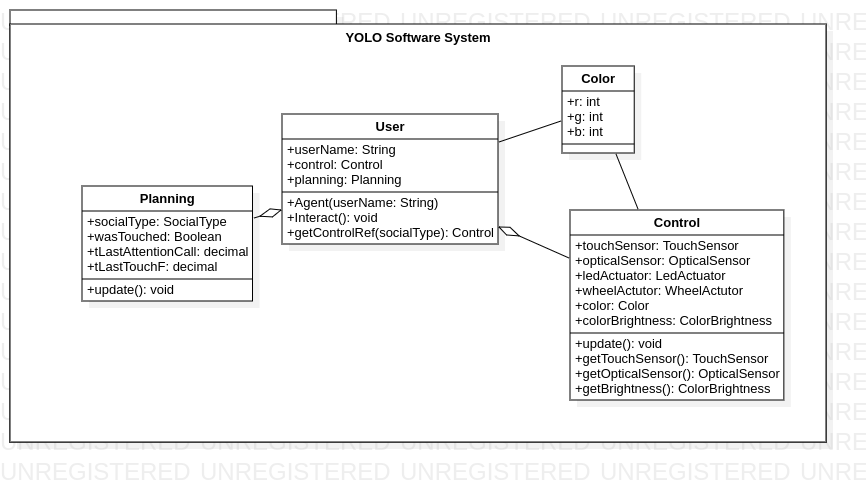 YOLO Software System
Color
+r: int
+g: int
+b: int
User
+userName: String
+control: Control
+planning: Planning
+Agent(userName: String)
+Interact(): void
+getControlRef(socialType): Control
Planning
+socialType: SocialType
+wasTouched: Boolean
+tLastAttentionCall: decimal
+tLastTouchF: decimal
+update(): void
Control
+touchSensor: TouchSensor
+opticalSensor: OpticalSensor
+ledActuator: LedActuator
+wheelActutor: WheelActutor
+color: Color
+colorBrightness: ColorBrightness
+update(): void
+getTouchSensor(): TouchSensor
+getOpticalSensor(): OpticalSensor
+getBrightness(): ColorBrightness
UNREGISTERED UNREGISTERED UNREGISTERED UNREGISTERED UNRE